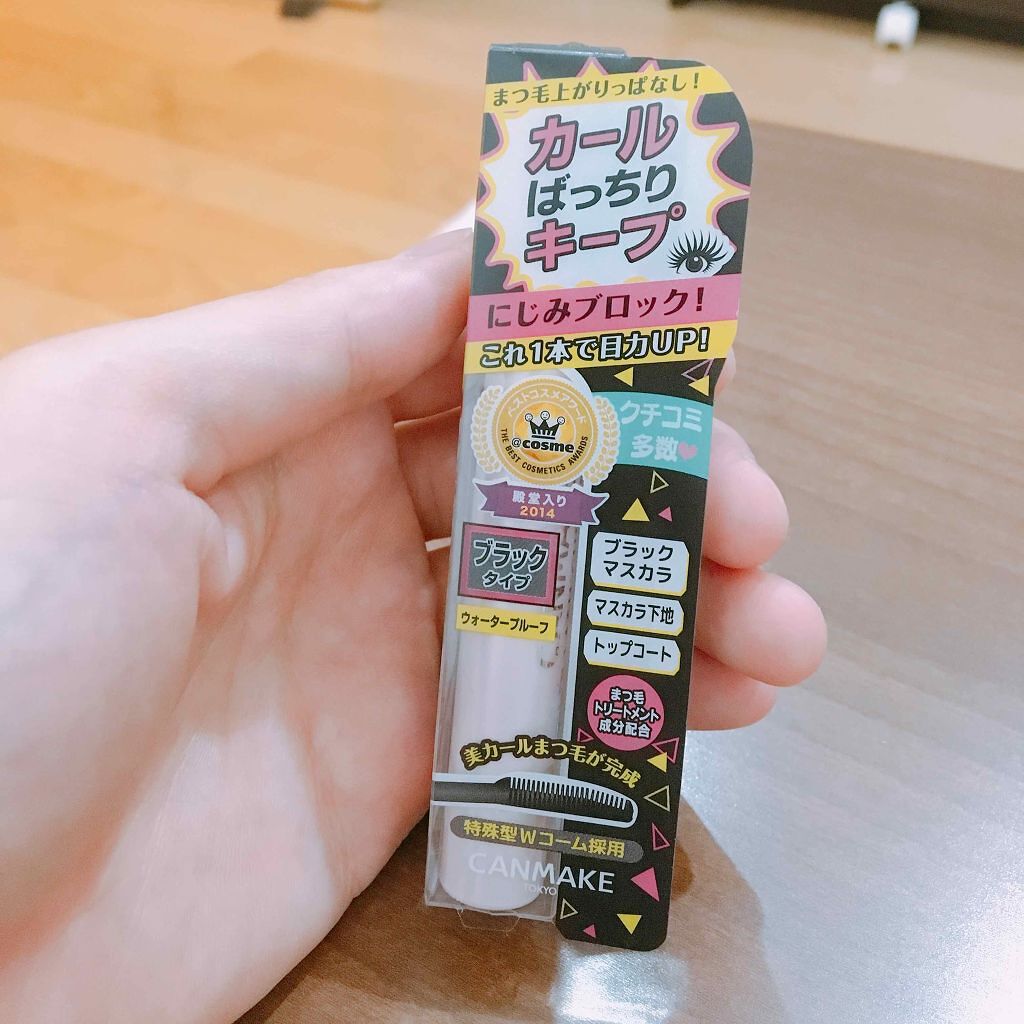 まつ毛上がりっぱなし!
カール
ばっちり
キープ
にじみブロック!
これ1本で目力UP!
ベストコスメアワード
@cosme
THE BEST COSMETICS AWARDS
殿堂入り
2014
クチコミ
多数
ブラック
タイプ
ウォータープルーフ
ブラック
マスカラ
マスカラ下地
トップコート
まつ毛
トリートメント
成分配合
美カールまつ毛が完成
特殊型Wコーム採用
CANMAKE
TOKYO